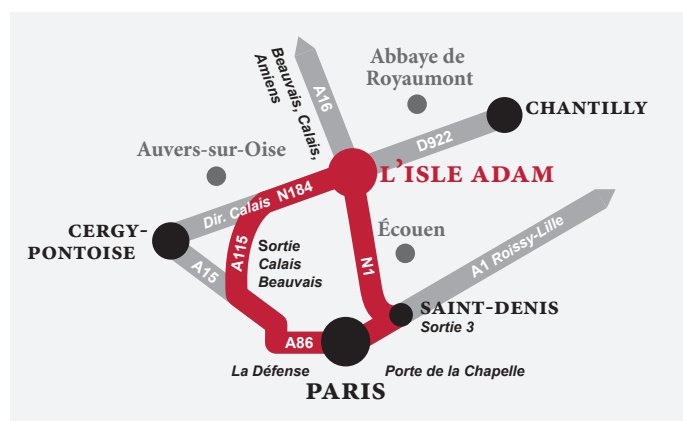 Beauvais, Calais,
Amiens
A16
Abbaye de
Royaumont
CHANTILLY
D922
Auvers-sur-Oise
L'ISLE ADAM
Dir. Calais N184
CERGY-
PONTOISE
A15
A115
Sortie
Calais
Beauvais
N1
Écouen
A1 Roissy-Lille
SAINT-DENIS
Sortie 3
A86
La Défense
Porte de la Chapelle
PARIS